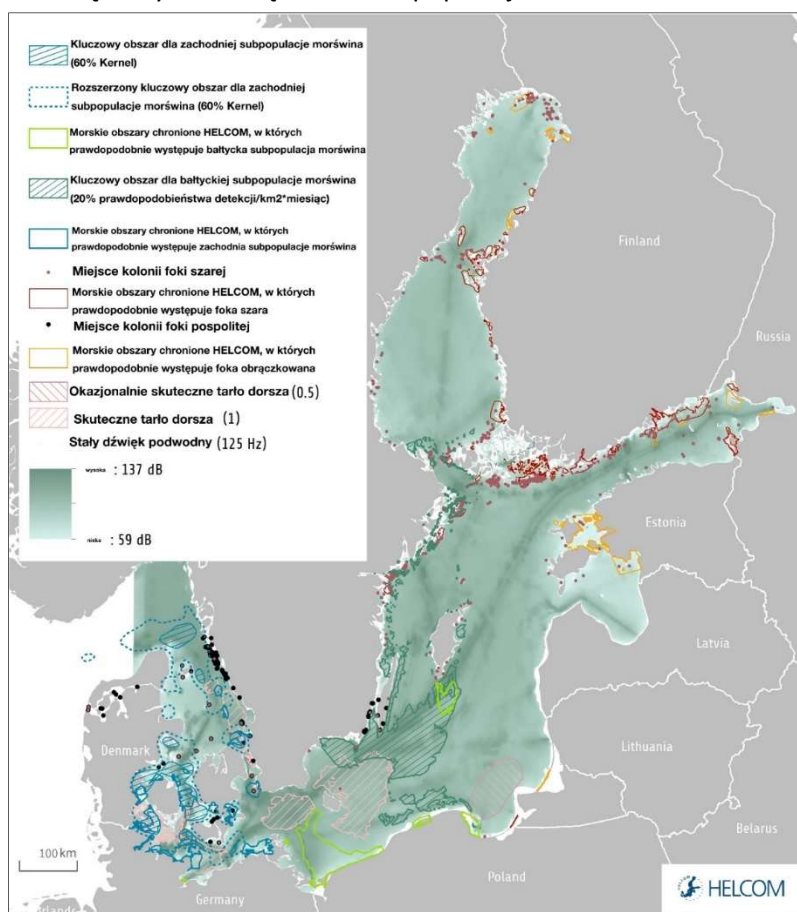 Kluczowy obszar dla zachodniej subpopulacje morświna
(60% Kernel)
Rozszerzony kluczowy obszar dla zachodniej
subpopulacje morświna (60% Kernel)
Morskie obszary chronione HELCOM, w których
prawdopodobnie występuje bałtycka subpopulacja morświna
Kluczowy obszar dla bałtyckiej subpopulacje morświna
(20% prawdopodobieństwa detekcji/km2*miesiąc)
Morskie obszary chronione HELCOM, w których
prawdopodobnie występuje zachodnia subpopulacja morświna
Miejsce kolonii foki szarej
Morskie obszary chronione HELCOM, w których
prawdopodobnie występuje foka szara
Miejsce kolonii foki pospolitej
Morskie obszary chronione HELCOM, w których
prawdopodobnie występuje foka obrączkowana
Okazjonalnie skuteczne tarło dorsza (0.5)
Skuteczne tarło dorsza (1)
Stały dźwięk podwodny (125 Hz)
wysoka : 137 dB
niska : 59 dB
Finland
Russia
Estonia
Latvia
Lithuania
Denmark
Belarus
100 km
Poland
Germany
HELCOM